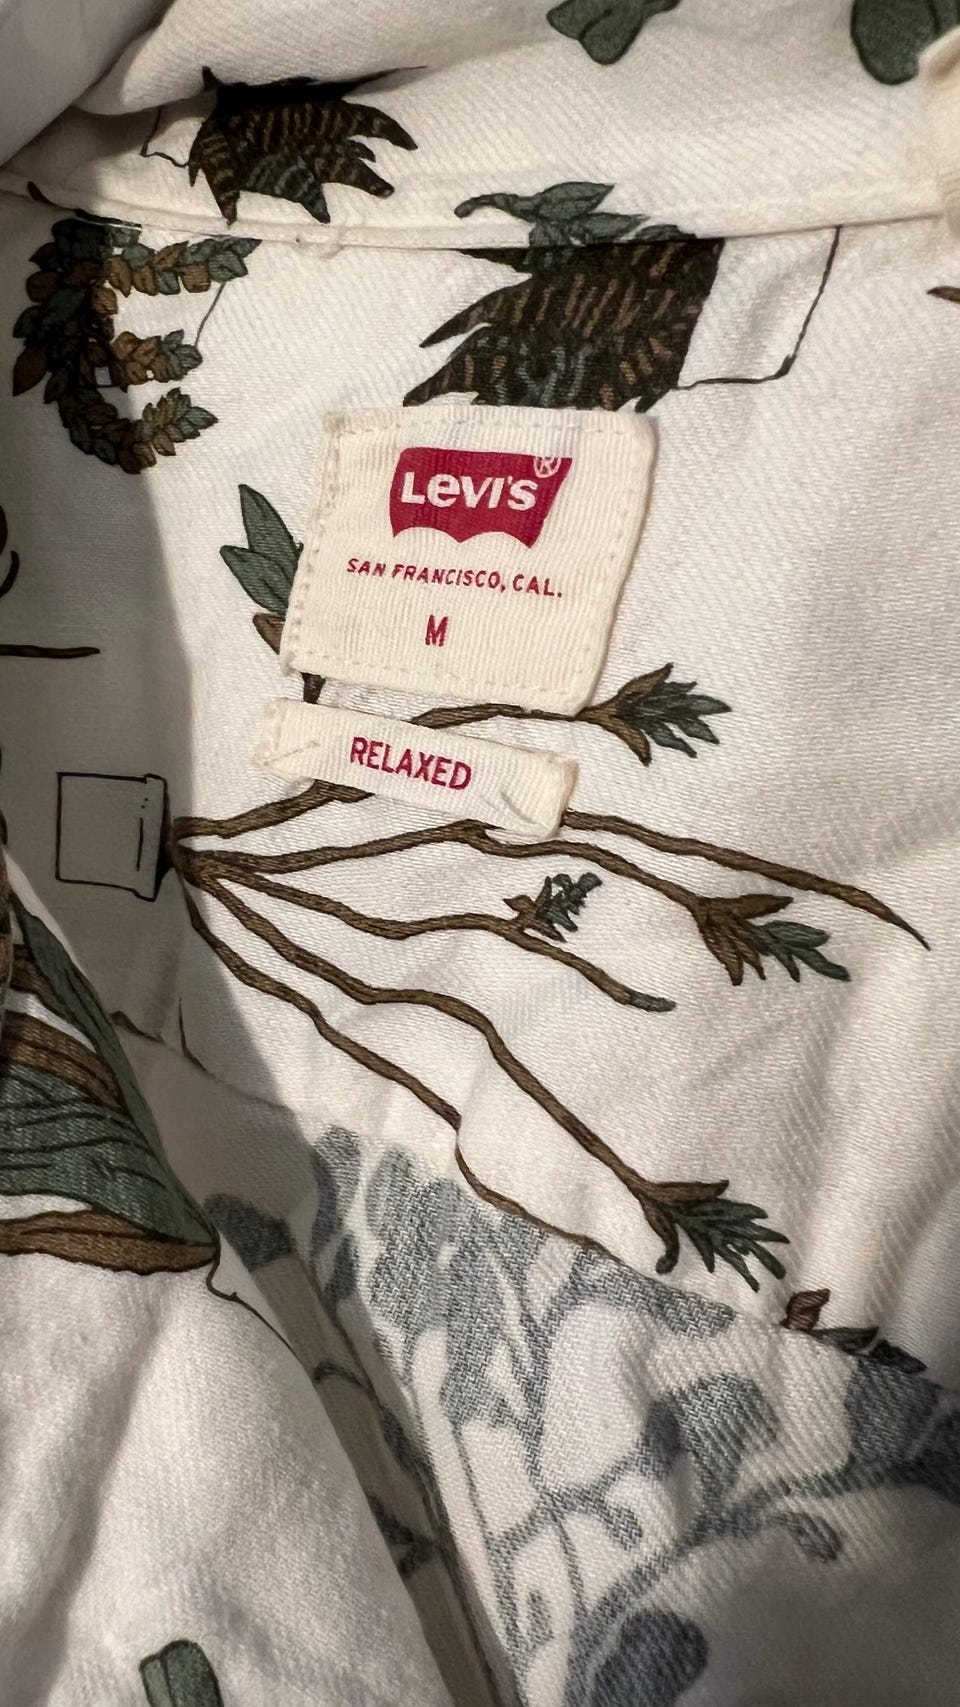 Levi's®
SAN FRANCISCO, CAL.
M
RELAXED